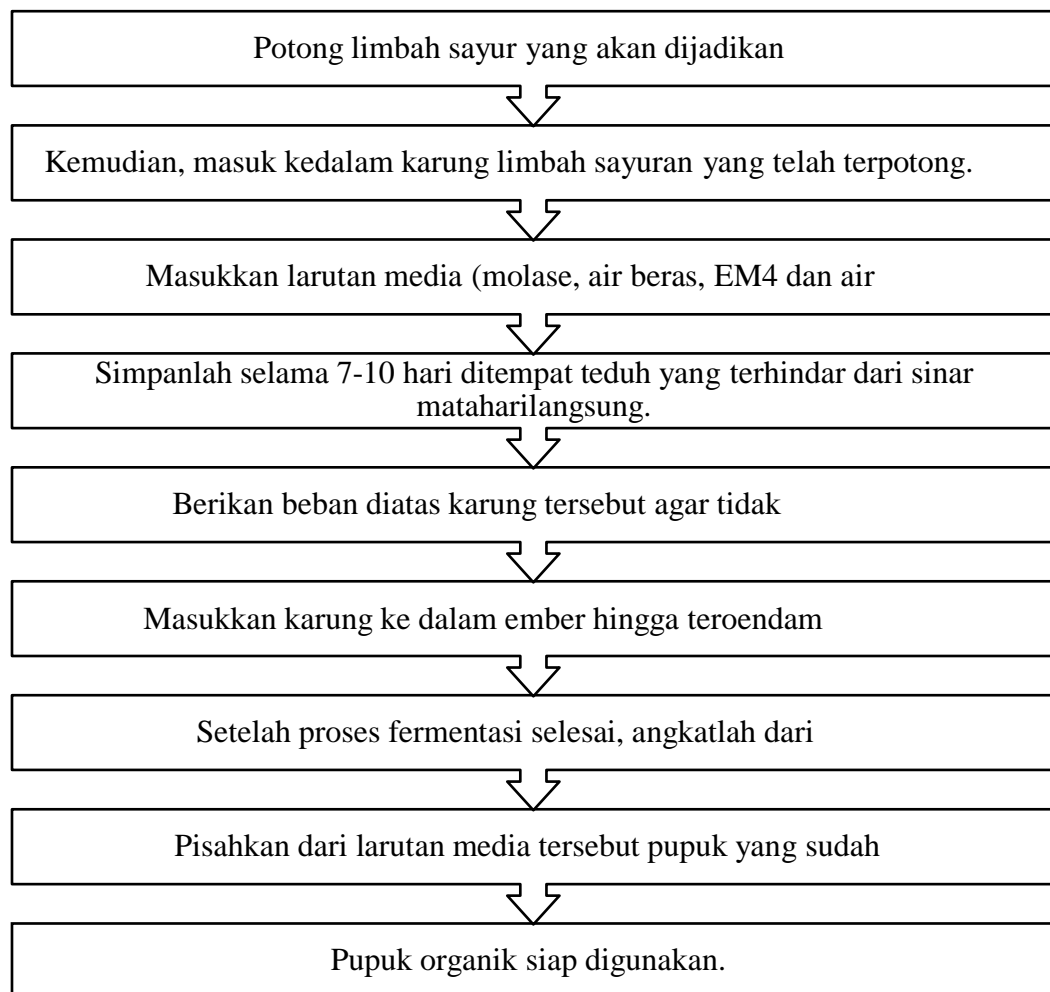 Potong limbah sayur yang akan dijadikan
Kemudian, masuk kedalam karung limbah sayuran yang telah terpotong.
Masukkan larutan media (molase, air beras, EM4 dan air
Simpanlah selama 7-10 hari ditempat teduh yang terhindar dari sinar
mataharilangsung.
Berikan beban diatas karung tersebut agar tidak
Masukkan karung ke dalam ember hingga teroendam
Setelah proses fermentasi selesai, angkatlah dari
Pisahkan dari larutan media tersebut pupuk yang sudah
Pupuk organik siap digunakan.